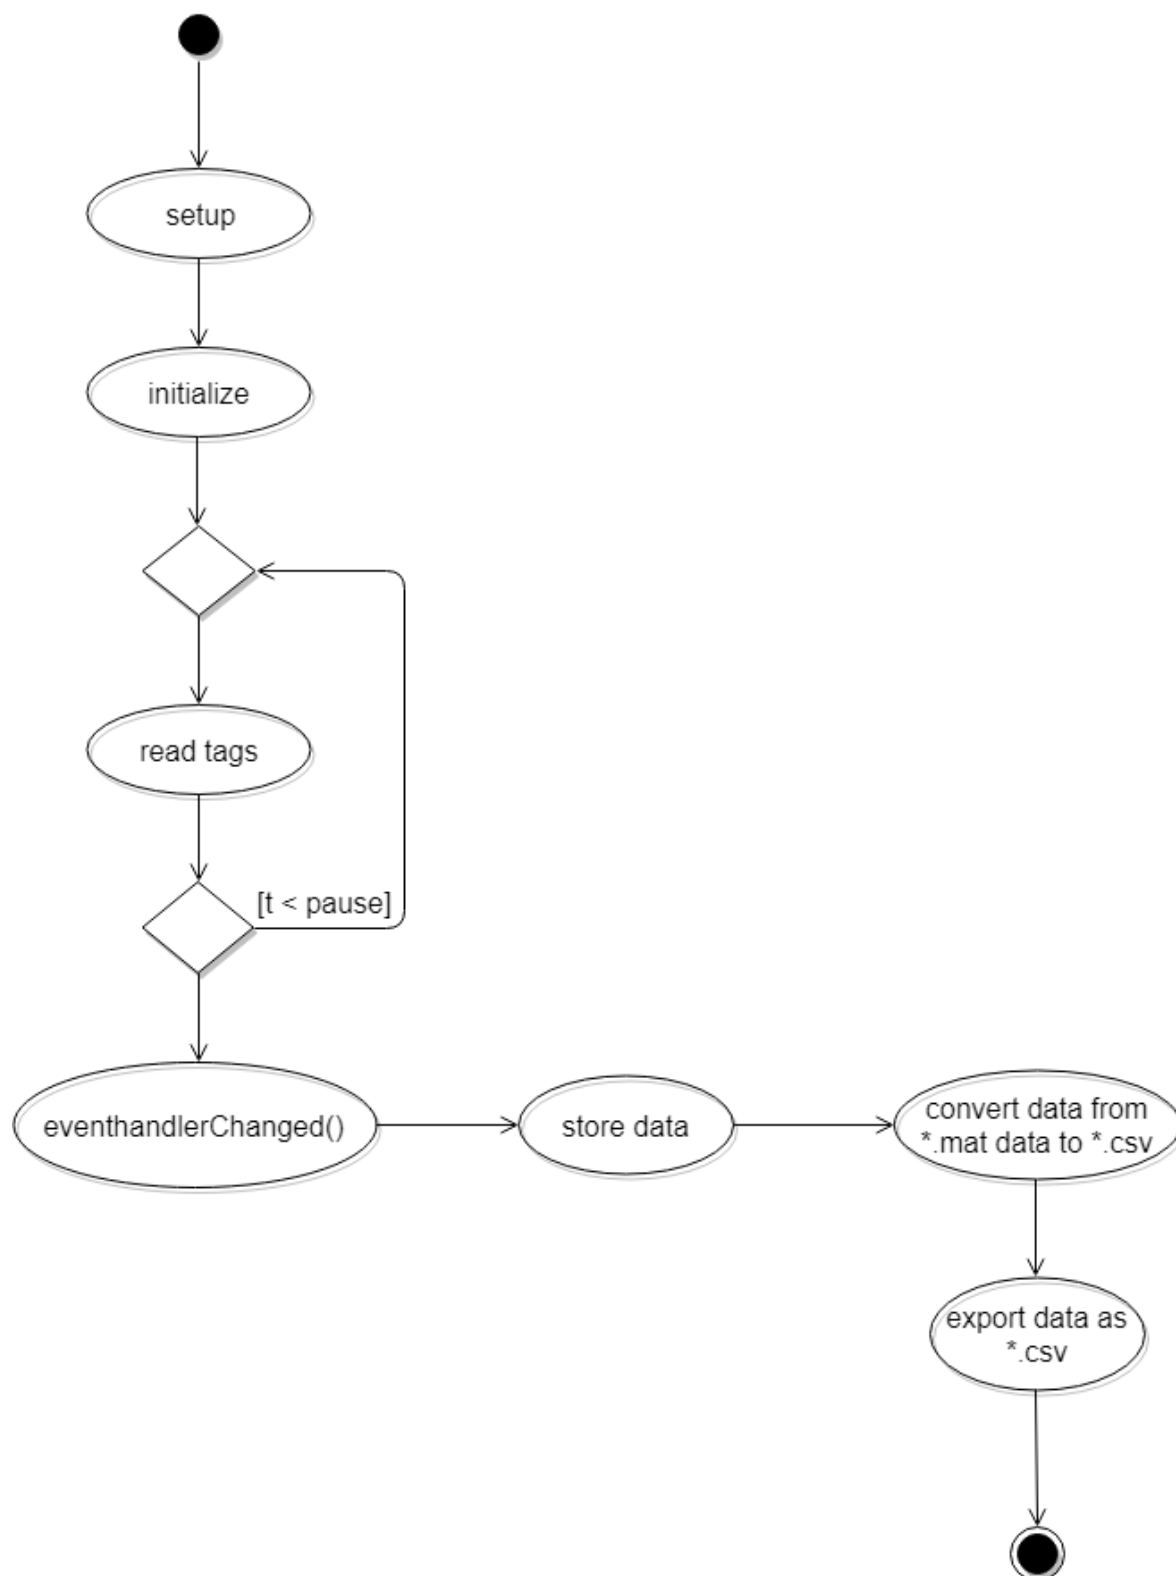 setup
initialize
read tags
[t < pause]
eventhandlerChanged()
store data
convert data from
*.mat data to *.csv
export data as
*.csv